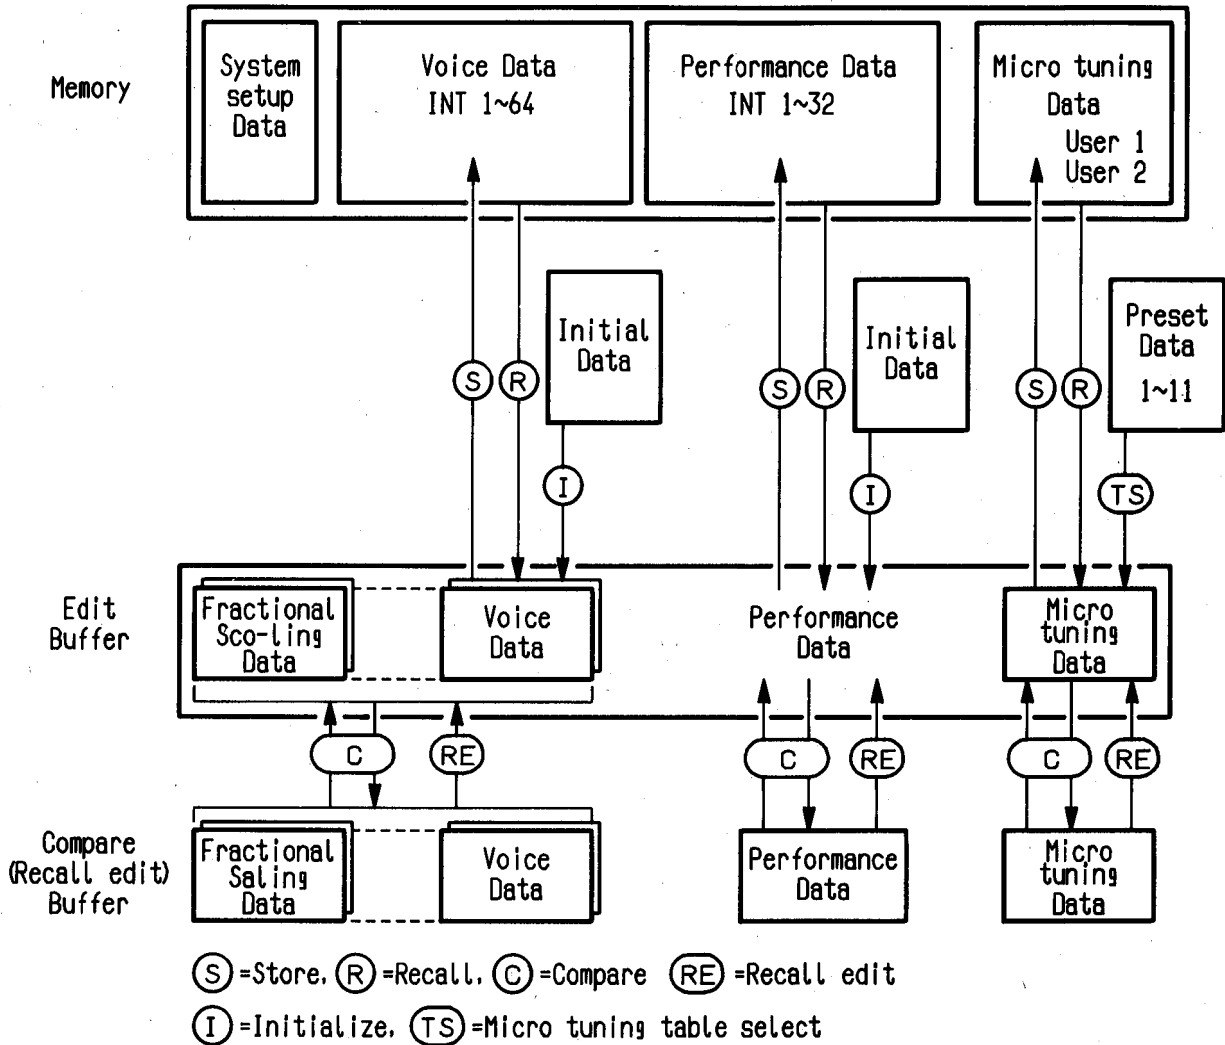 Memory
System
setup
Data
Voice Data
INT 1~64
Performance Data
INT 1~32
Micro tuning
Data
User 1
User 2
Initial
Data
Initial
Data
Preset
Data
1~11
S
R
S
R
S
R
I
I
TS
Edit
Buffer
Fractional
Sco-ling
Data
Voice
Data
Performance
Data
Micro
tuning
Data
C
RE
C
RE
C
RE
Compare
(Recall edit)
Buffer
Fractional
Saling
Data
Voice
Data
Performance
Data
Micro
tuning
Data
S =Store, R =Recall, C =Compare RE =Recall edit
I =Initialize, TS =Micro tuning table select